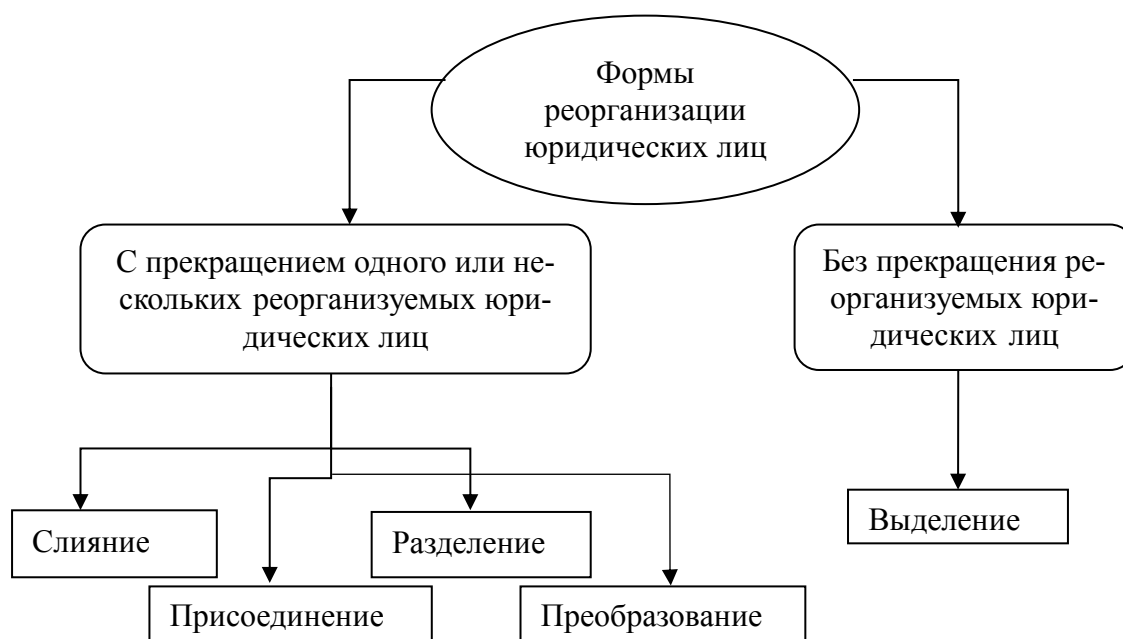 Формы
реорганизации
юридических лиц
С прекращением одного или не-
скольких реорганизуемых юри-
дических лиц
Без прекращения ре-
организуемых юри-
дических лиц
Слияние
Присоединение
Разделение
Преобразование
Выделение